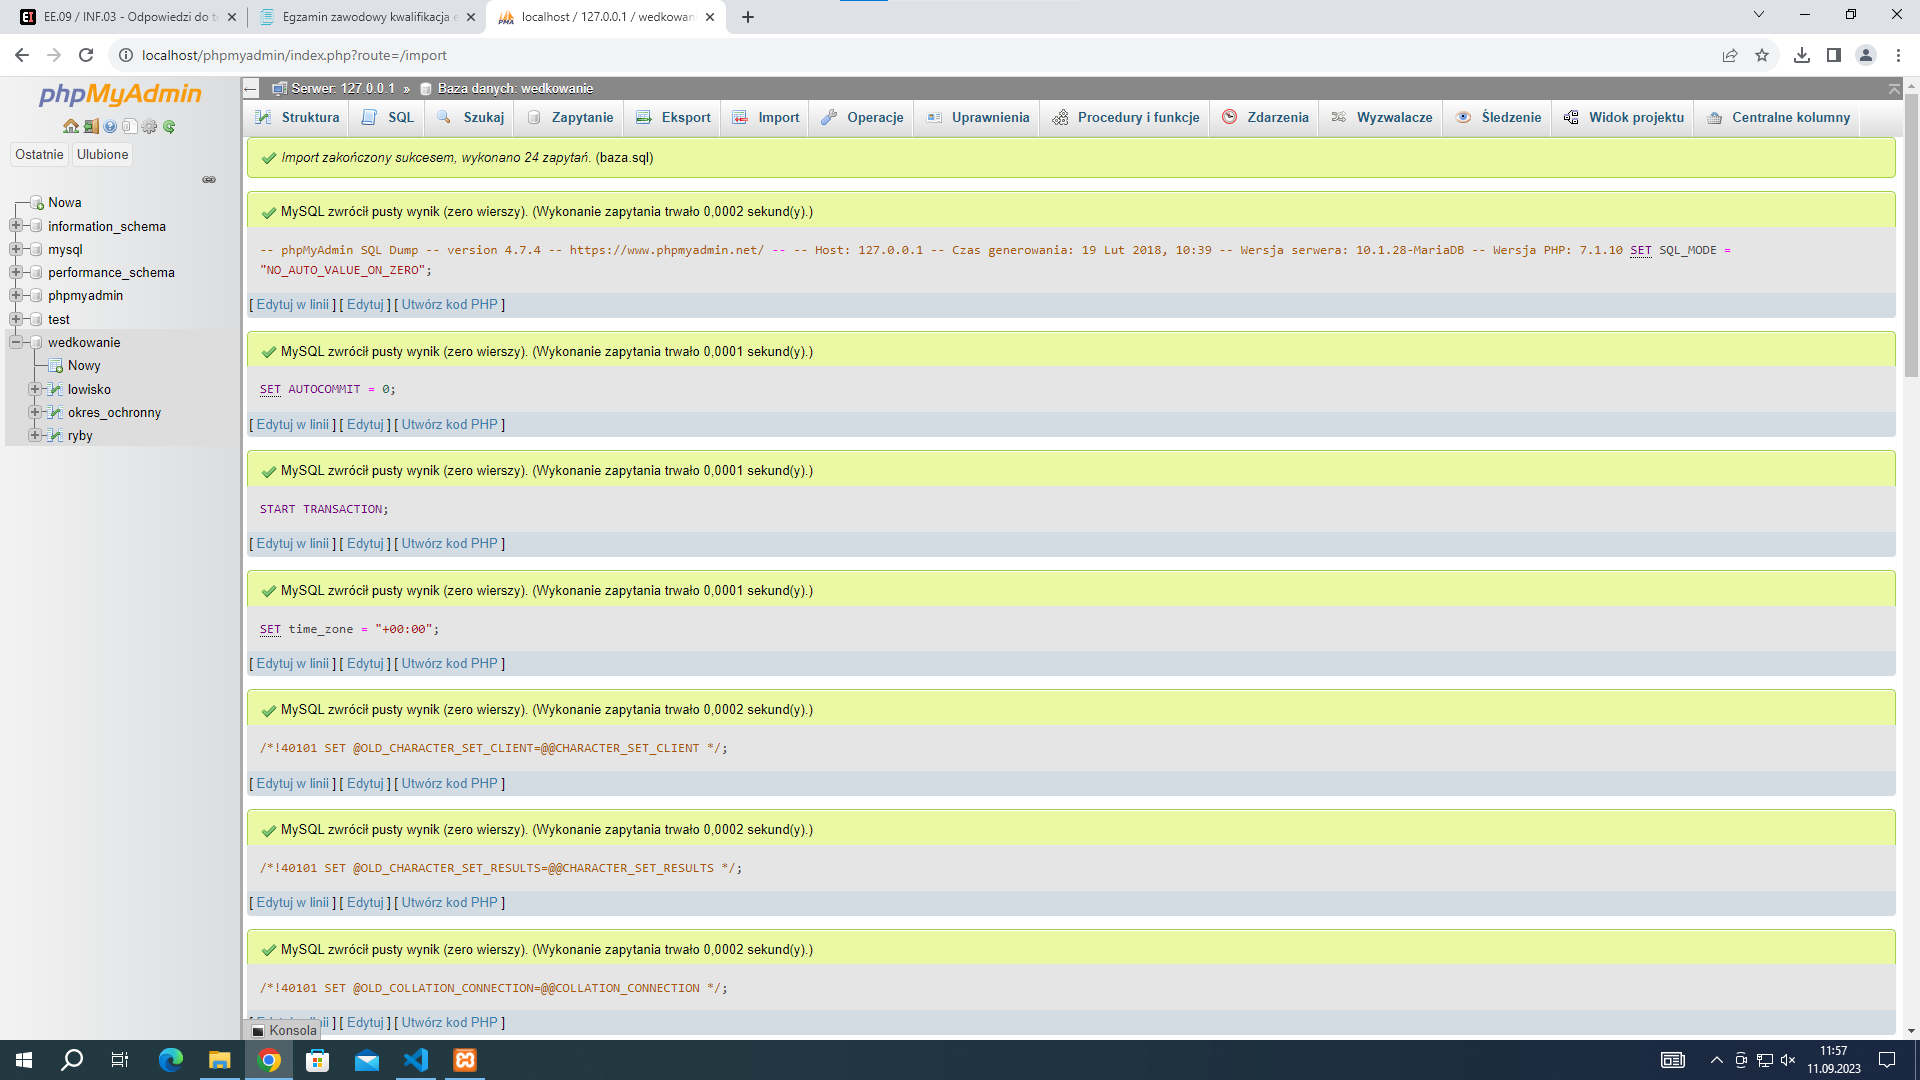 EE.09 / INF.03 - Odpowiedzi do t
Egzamin zawodowy kwalifikacja e
localhost / 127.0.0.1 / wedkowan
localhost/phpmyadmin/index.php?route=/import
phpMyAdmin
Ostatnie Ulubione
Nowa
information_schema
mysql
performance_schema
phpmyadmin
test
wedkowanie
Nowy
lowisko
okres_ochronny
ryby
Serwer: 127.0.0.1 » Baza danych: wedkowanie
Struktura SQL Szukaj Zapytanie Eksport Import Operacje Uprawnienia Procedury i funkcje Zdarzenia Wyzwalacze Śledzenie Widok projektu Centralne kolumny
Import zakończony sukcesem, wykonano 24 zapytań. (baza.sql)
MySQL zwrócił pusty wynik (zero wierszy). (Wykonanie zapytania trwało 0,0002 sekund(y).)
-- phpMyAdmin SQL Dump -- version 4.7.4 -- https://www.phpmyadmin.net/ -- -- Host: 127.0.0.1 -- Czas generowania: 19 Lut 2018, 10:39 -- Wersja serwera: 10.1.28-MariaDB -- Wersja PHP: 7.1.10 SET SQL_MODE =
"NO_AUTO_VALUE_ON_ZERO";
[ Edytuj w linii ] [ Edytuj ] [ Utwórz kod PHP ]
MySQL zwrócił pusty wynik (zero wierszy). (Wykonanie zapytania trwało 0,0001 sekund(y).)
SET AUTOCOMMIT = 0;
[ Edytuj w linii ] [ Edytuj ] [ Utwórz kod PHP ]
MySQL zwrócił pusty wynik (zero wierszy). (Wykonanie zapytania trwało 0,0001 sekund(y).)
START TRANSACTION;
[ Edytuj w linii ] [ Edytuj ] [ Utwórz kod PHP ]
MySQL zwrócił pusty wynik (zero wierszy). (Wykonanie zapytania trwało 0,0001 sekund(y).)
SET time_zone = "+00:00";
[ Edytuj w linii ] [ Edytuj ] [ Utwórz kod PHP ]
MySQL zwrócił pusty wynik (zero wierszy). (Wykonanie zapytania trwało 0,0002 sekund(y).)
/*!40101 SET @OLD_CHARACTER_SET_CLIENT=@@CHARACTER_SET_CLIENT */;
[ Edytuj w linii ] [ Edytuj ] [ Utwórz kod PHP ]
MySQL zwrócił pusty wynik (zero wierszy). (Wykonanie zapytania trwało 0,0002 sekund(y).)
/*!40101 SET @OLD_CHARACTER_SET_RESULTS=@@CHARACTER_SET_RESULTS */;
[ Edytuj w linii ] [ Edytuj ] [ Utwórz kod PHP ]
MySQL zwrócił pusty wynik (zero wierszy). (Wykonanie zapytania trwało 0,0002 sekund(y).)
/*!40101 SET @OLD_COLLATION_CONNECTION=@@COLLATION_CONNECTION */;
] [ Edytuj ] [ Utwórz kod PHP ]
Konsola
11:57
11.09.2023